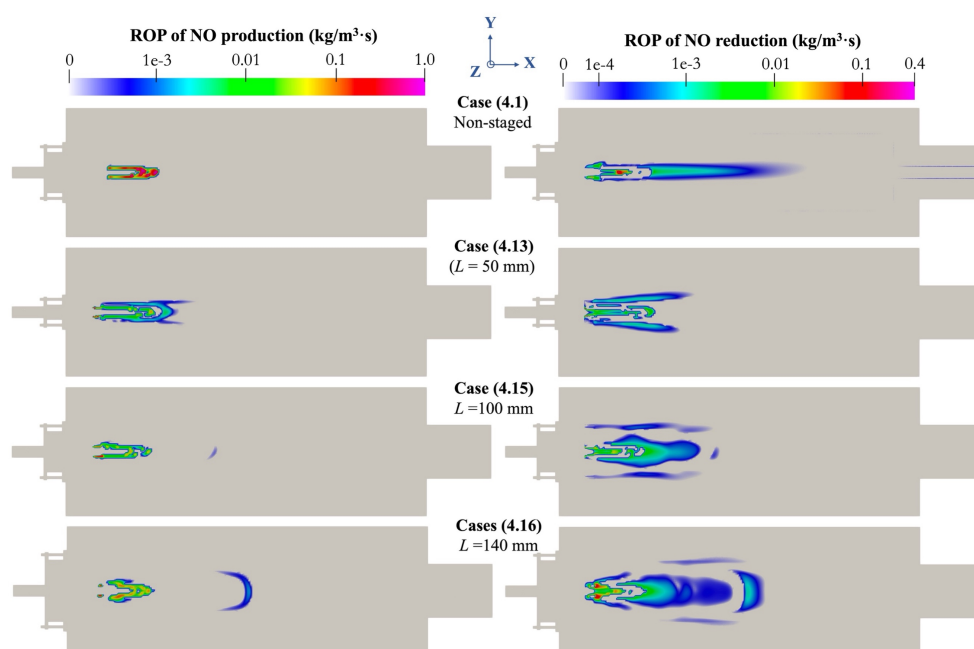 ROP of NO production (kg/m³·s)
0 1e-3 0.01 0.1 1.0
Y
Z X
ROP of NO reduction (kg/m³·s)
0 1e-4 1e-3 0.01 0.1 0.4
Case (4.1)
Non-staged
Case (4.13)
(L = 50 mm)
Case (4.15)
L =100 mm
Cases (4.16)
L =140 mm